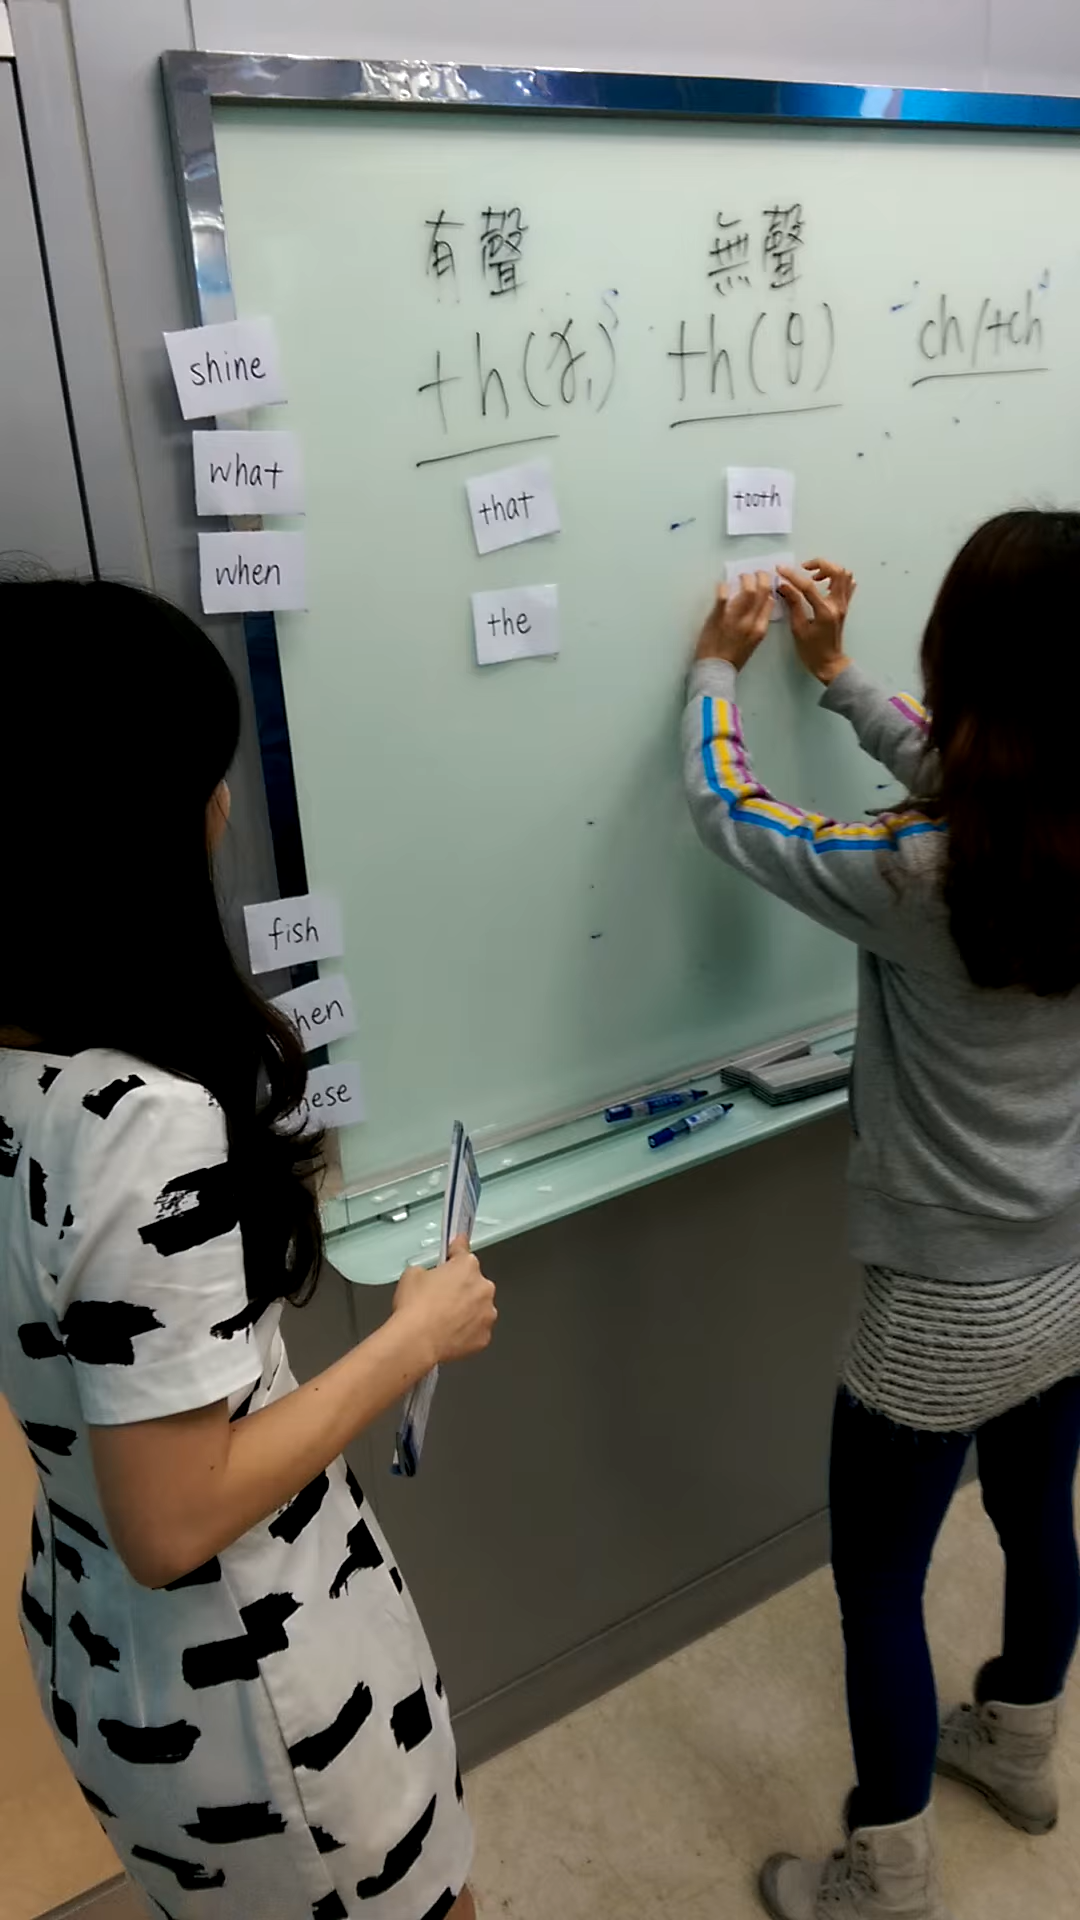 有聲
無聲
th(ð)
th(θ)
ch/tch
shine
what
when
that
the
tooth
fish